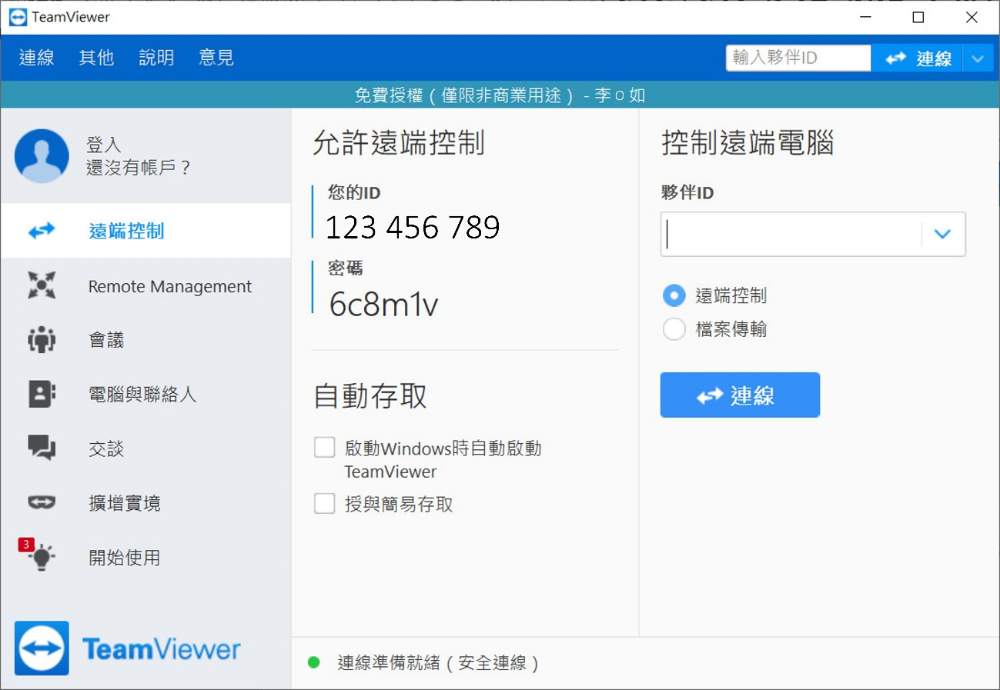 TeamViewer
連線 其他 說明 意見
輸入夥伴ID
連線
免費授權（僅限非商業用途） - 李 o 如
登入
還沒有帳戶？
遠端控制
Remote Management
會議
電腦與聯絡人
交談
擴增實境
3
開始使用
TeamViewer
允許遠端控制
您的ID
123 456 789
密碼
6c8m1v
自動存取
啟動Windows時自動啟動
TeamViewer
授與簡易存取
控制遠端電腦
夥伴ID
遠端控制
檔案傳輸
連線
連線準備就緒（安全連線）